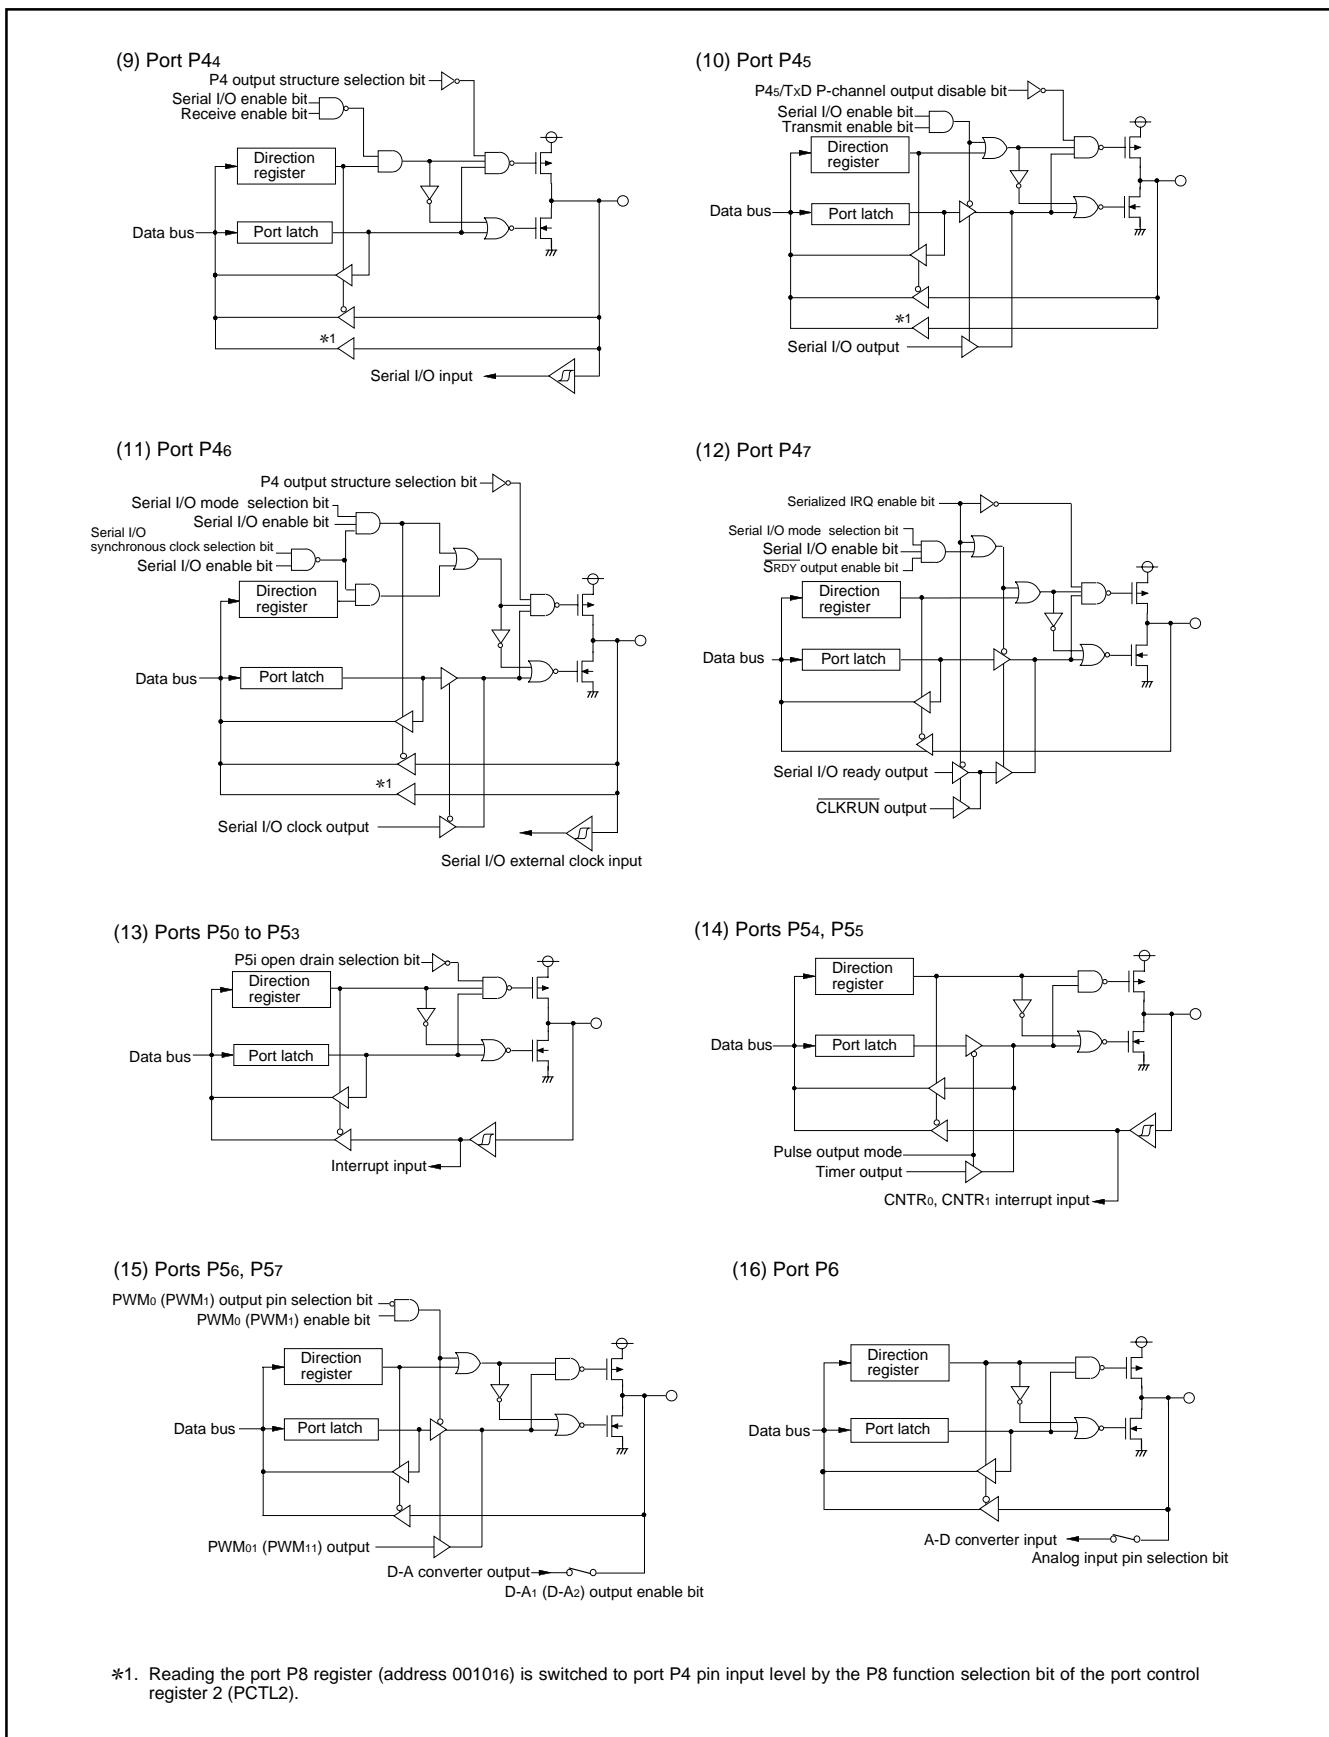 (9) Port P44
P4 output structure selection bit
Serial I/O enable bit
Receive enable bit
Direction
register
Data bus
Port latch
*1
Serial I/O input
(10) Port P45
P45/TxD P-channel output disable bit
Serial I/O enable bit
Transmit enable bit
Direction
register
Data bus
Port latch
*1
Serial I/O output
(11) Port P46
P4 output structure selection bit
Serial I/O mode selection bit
Serial I/O enable bit
Serial I/O
synchronous clock selection bit
Serial I/O enable bit
Direction
register
Data bus
Port latch
*1
Serial I/O clock output
Serial I/O external clock input
(12) Port P47
Serialized IRQ enable bit
Serial I/O mode selection bit
Serial I/O enable bit
SRDY output enable bit
Direction
register
Data bus
Port latch
Serial I/O ready output
CLKRUN output
(13) Ports P50 to P53
P5i open drain selection bit
Direction
register
Data bus
Port latch
Interrupt input
(14) Ports P54, P55
Direction
register
Data bus
Port latch
Pulse output mode
Timer output
CNTR0, CNTR1 interrupt input
(15) Ports P56, P57
PWM0 (PWM1) output pin selection bit
PWM0 (PWM1) enable bit
Direction
register
Data bus
Port latch
PWM01 (PWM11) output
D-A converter output
D-A1 (D-A2) output enable bit
(16) Port P6
Direction
register
Data bus
Port latch
A-D converter input
Analog input pin selection bit
*1. Reading the port P8 register (address 001016) is switched to port P4 pin input level by the P8 function selection bit of the port control
register 2 (PCTL2).